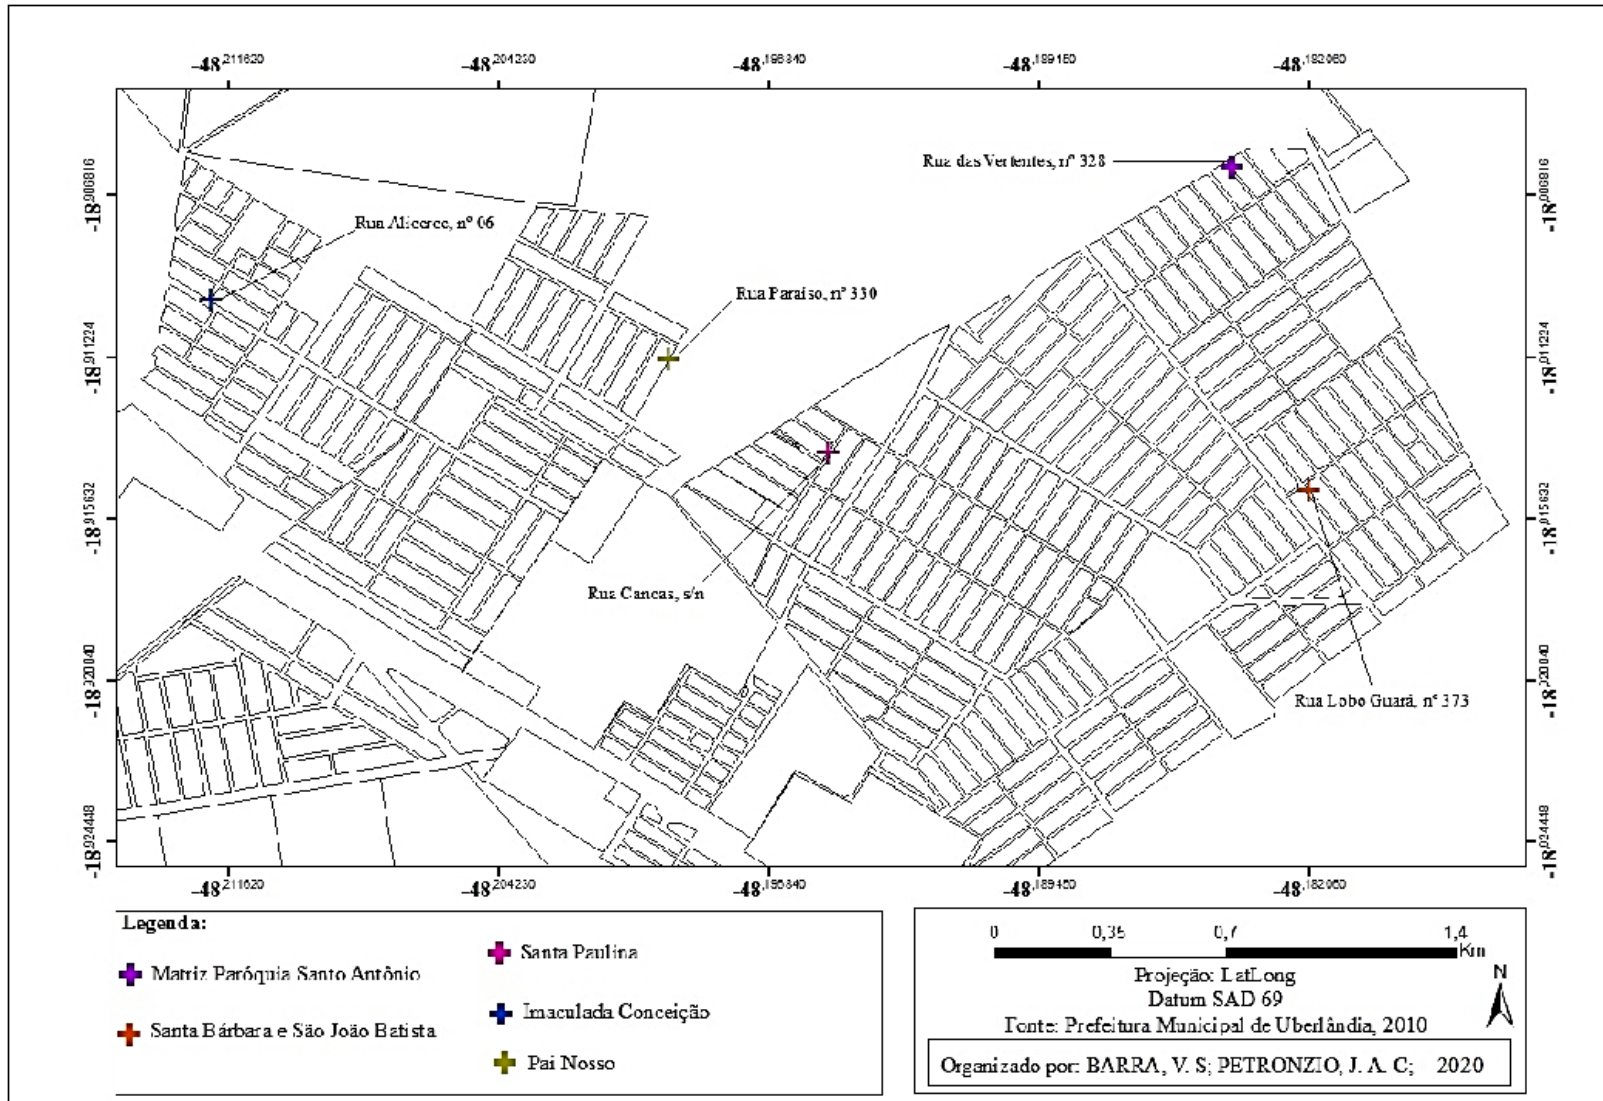 -48,211620 -48,204230 -48,196840 -48,189450 -48,182060
Rua das Vertentes, nº 328
-18,906816 -18,906816
Rua Alicerce, nº 06
Rua Paraíso, nº 330
-18,911224 -18,911224
-18,915632 -18,915632
Rua Cancas, s/n
-18,920040 -18,920040
Rua Lobo Guará, nº 373
-18,924448 -18,924448
-48,211620 -48,204230 -48,196840 -48,189450 -48,182060
Legenda:
Matriz Paróquia Santo Antônio
Santa Bárbara e São João Batista
Santa Paulina
Imaculada Conceição
Pai Nosso
0 0,35 0,7 1,4
Km
Projeção: LatLong
Datum SAD 69
Fonte: Prefeitura Municipal de Uberlândia, 2010
N
Organizado por: BARRA, V. S; PETRONZIO, J. A. C; 2020